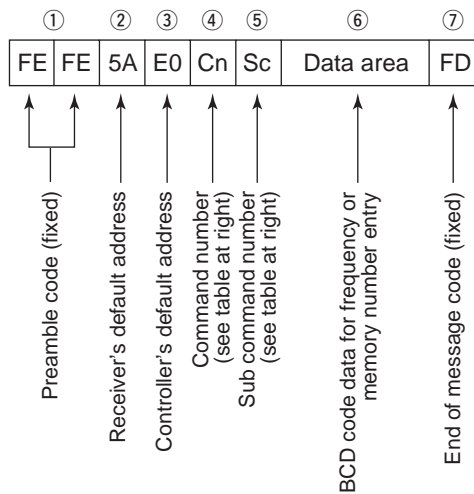 ① ② ③ ④ ⑤ ⑥ ⑦
FE FE 5A E0 Cn Sc Data area FD
Preamble code (fixed)
Receiver's default address
Controller's default address
Command number
(see table at right)
Sub command number
(see table at right)
BCD code data for frequency or
memory number entry
End of message code (fixed)